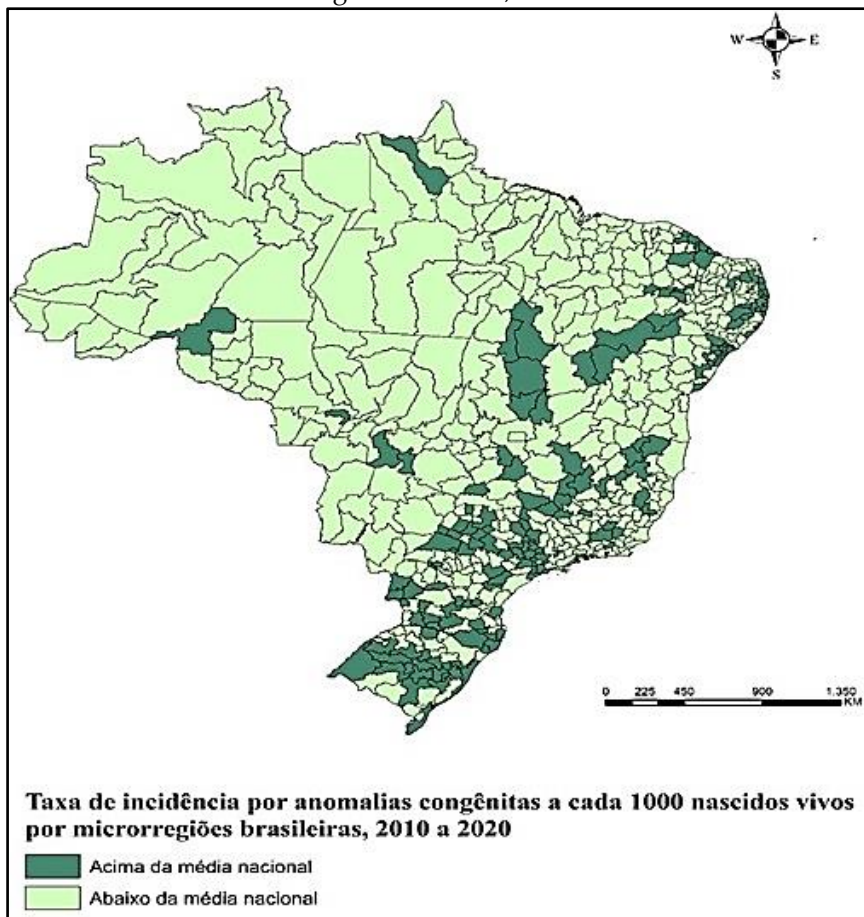 N
W E
S
0 225 450 900 1.350
KM
Taxa de incidência por anomalias congênitas a cada 1000 nascidos vivos
por microrregiões brasileiras, 2010 a 2020
Acima da média nacional
Abaixo da média nacional